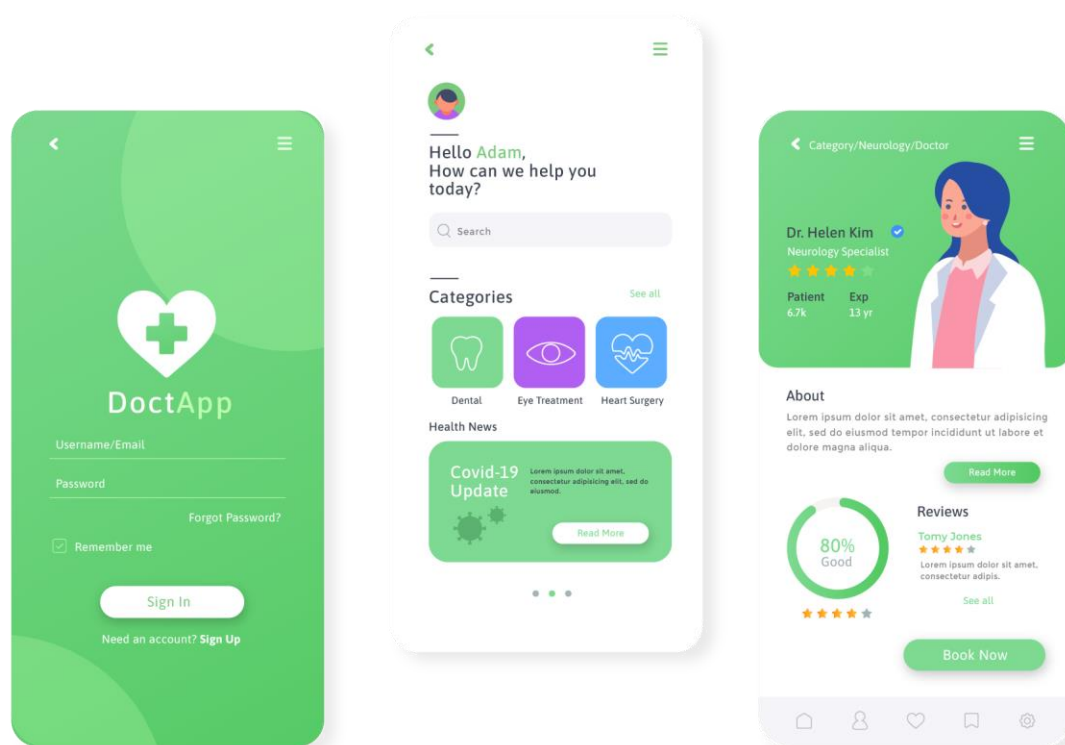 DoctApp
Username/Email
Password
Forgot Password?
Remember me
Sign In
Need an account? Sign Up
Hello Adam,
How can we help you
today?
Search
Categories
See all
Dental
Eye Treatment
Heart Surgery
Health News
Covid-19
Update
Lorem ipsum dolor sit amet,
consectetur adipisicing elit, sed do
eiusmod.
Read More
Category/Neurology/Doctor
Dr. Helen Kim
Neurology Specialist
Patient Exp
6.7k 13 yr
About
Lorem ipsum dolor sit amet, consectetur adipisicing
elit, sed do eiusmod tempor incididunt ut labore et
dolore magna aliqua.
Read More
80%
Good
Reviews
Tomy Jones
Lorem ipsum dolor sit amet,
consectetur adipis.
See all
Book Now